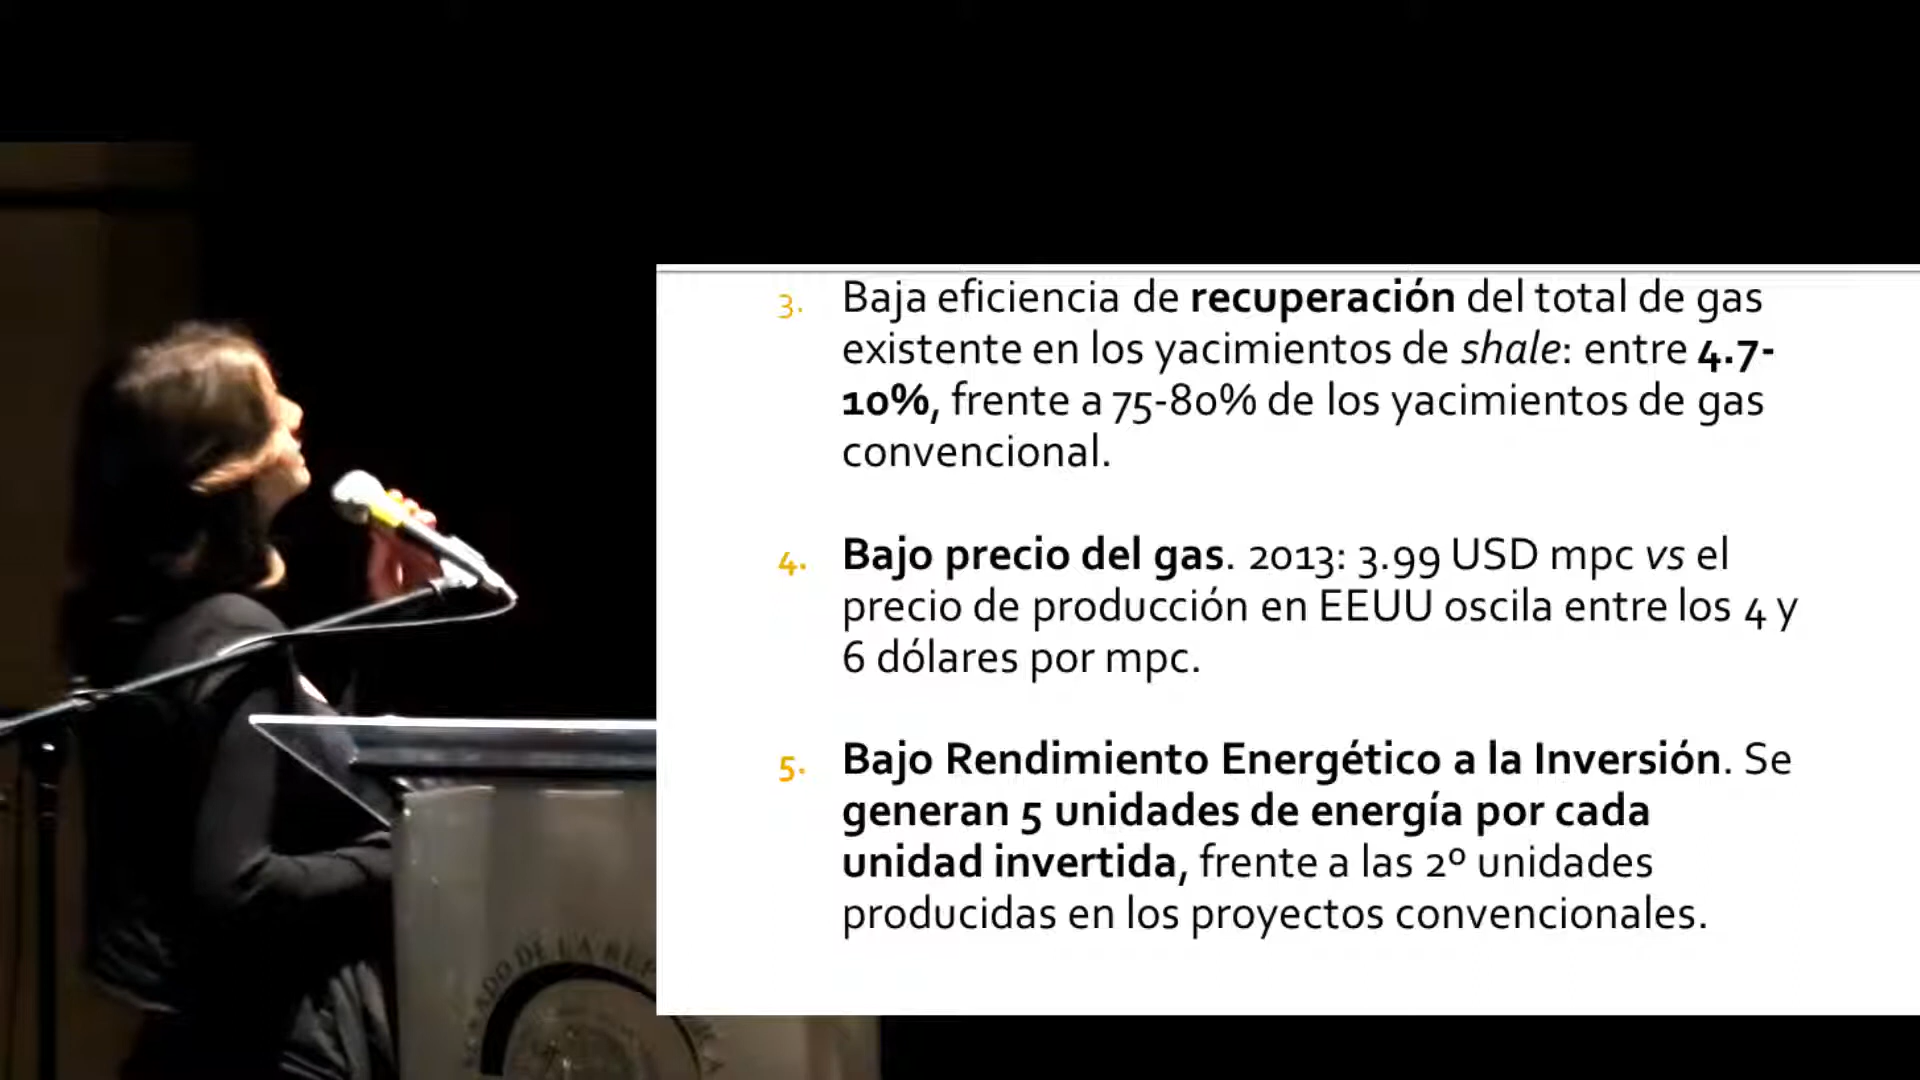 3. Baja eficiencia de recuperación del total de gas
existente en los yacimientos de shale: entre 4.7-
10%, frente a 75-80% de los yacimientos de gas
convencional.
4. Bajo precio del gas. 2013: 3.99 USD mpc vs el
precio de producción en EEUU oscila entre los 4 y
6 dólares por mpc.
5. Bajo Rendimiento Energético a la Inversión. Se
generan 5 unidades de energía por cada
unidad invertida, frente a las 2º unidades
producidas en los proyectos convencionales.
DE LA